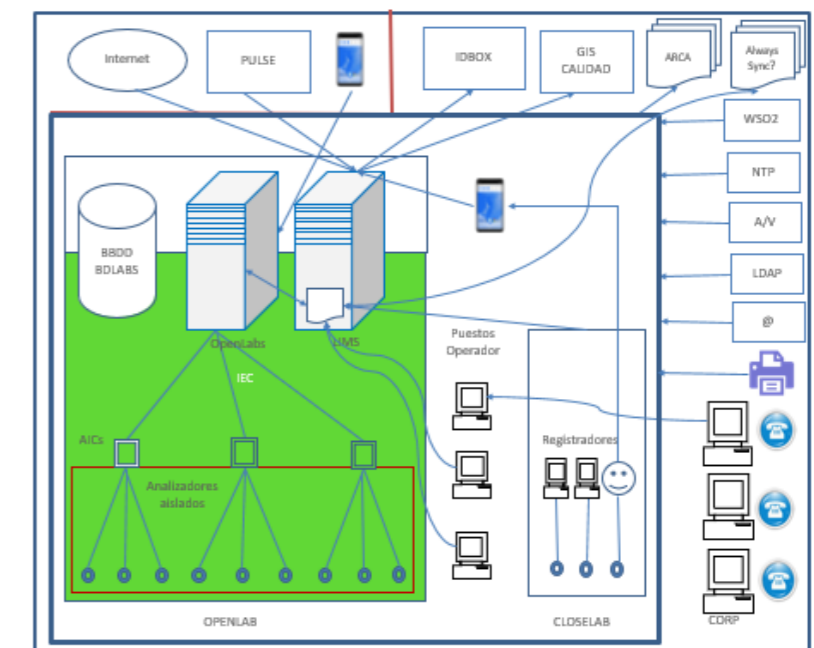 Internet
PULSE
IDBOX
GIS
CALIDAD
ARCA
Always
Sync?
WSO2
NTP
A/V
LDAP
@
BBDD
BDLABS
OpenLabs
LIMS
IEC
Puestos
Operador
AICs
Registradores
Analizadores
aislados
OPENLAB
CLOSELAB
CORP